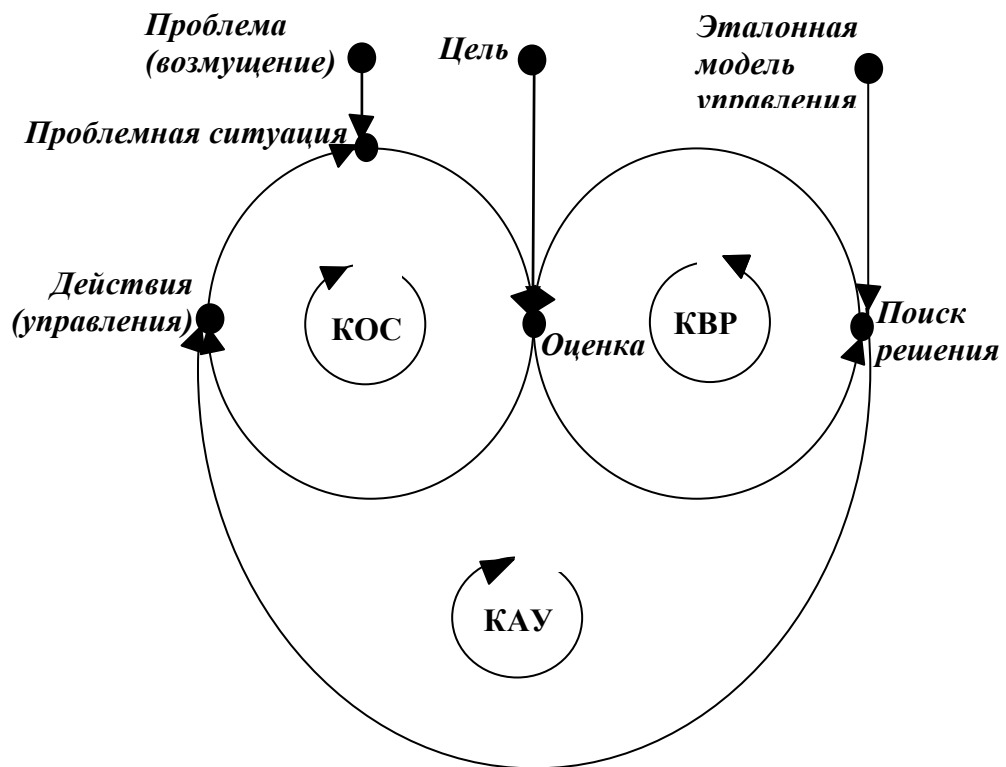 Проблема
(возмущение)
Цель
Эталонная
модель
управления
Проблемная ситуация
Действия
(управления)
КОС
Оценка
КВР
Поиск
решения
КАУ